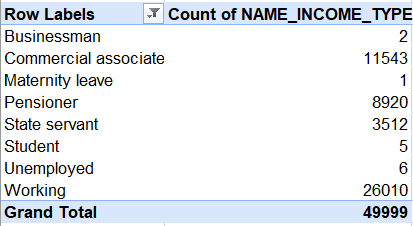 Row Labels Count of NAME_INCOME_TYPE
Businessman 2
Commercial associate 11543
Maternity leave 1
Pensioner 8920
State servant 3512
Student 5
Unemployed 6
Working 26010
Grand Total 49999